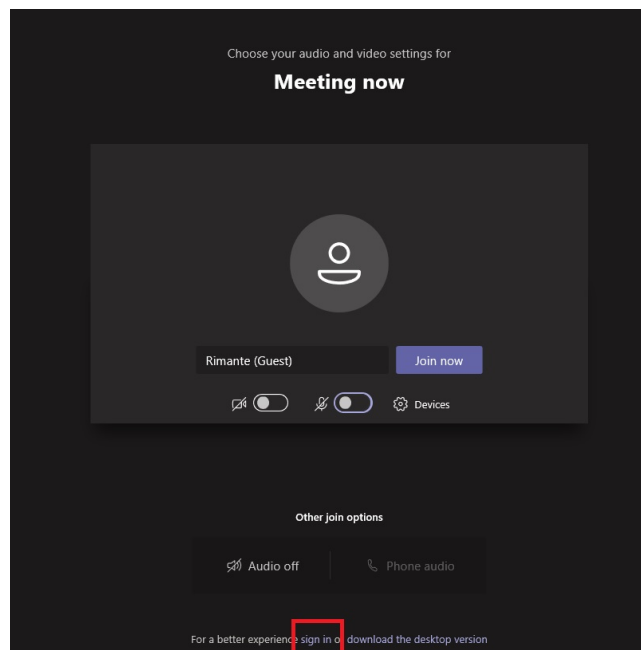 Choose your audio and video settings for
Meeting now
Rimante (Guest)
Join now
Devices
Other join options
Audio off
Phone audio
For a better experience sign in or download the desktop version